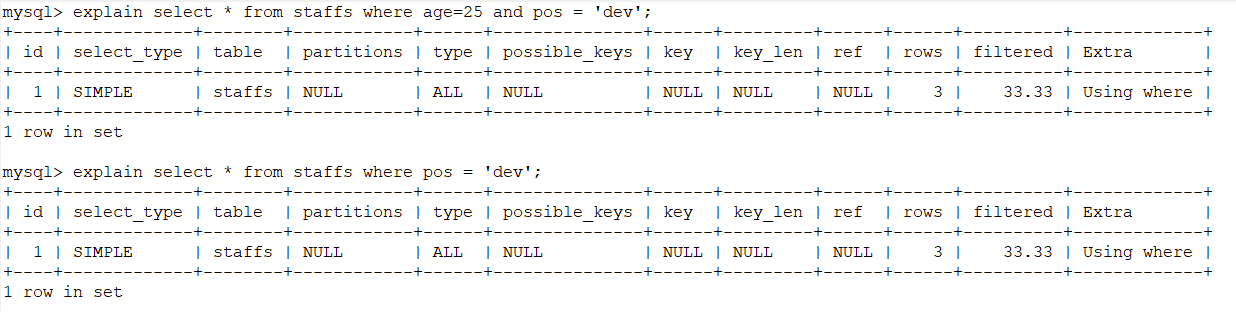 mysql> explain select * from staffs where age=25 and pos = 'dev';
+----+-------------+--------+------------+------+---------------+------+---------+------+------+----------+-------------+
| id | select_type | table  | partitions | type | possible_keys | key  | key_len | ref  | rows | filtered | Extra       |
+----+-------------+--------+------------+------+---------------+------+---------+------+------+----------+-------------+
|  1 | SIMPLE      | staffs | NULL       | ALL  | NULL          | NULL | NULL    | NULL |    3 |    33.33 | Using where |
+----+-------------+--------+------------+------+---------------+------+---------+------+------+----------+-------------+
1 row in set
mysql> explain select * from staffs where pos = 'dev';
+----+-------------+--------+------------+------+---------------+------+---------+------+------+----------+-------------+
| id | select_type | table  | partitions | type | possible_keys | key  | key_len | ref  | rows | filtered | Extra       |
+----+-------------+--------+------------+------+---------------+------+---------+------+------+----------+-------------+
|  1 | SIMPLE      | staffs | NULL       | ALL  | NULL          | NULL | NULL    | NULL |    3 |    33.33 | Using where |
+----+-------------+--------+------------+------+---------------+------+---------+------+------+----------+-------------+
1 row in set